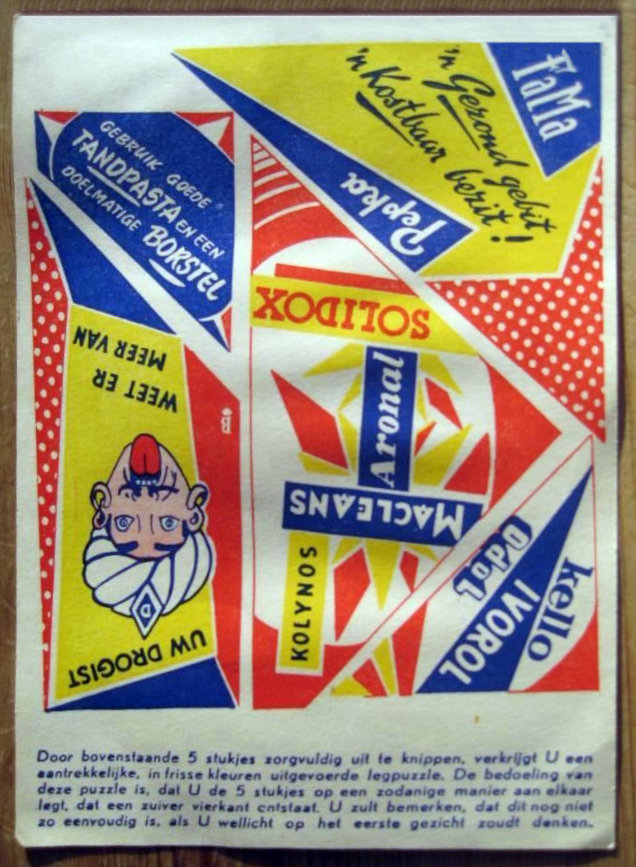 'n Gezond gebit
'n Kostbaar bezit!
FaMa
Pepka
GEBRUIK GOEDE
TANDPASTA EN EEN
DOELMATIGE BORSTEL
SOLIDOX
Aronal
MACLEANS
KOLYNOS
Odol
IVOROL
kello
UW DROGIST
WEET ER
MEER VAN
D
B
Door bovenstaande 5 stukjes zorgvuldig uit te knippen, verkrijgt U een
aantrekkelijke, in frisse kleuren uitgevoerde legpuzzle. De bedoeling van
deze puzzle is, dat U de 5 stukjes op een zodanige manier aan elkaar
legt, dat een zuiver vierkant cntstaat. U zult bemerken, dat dit nog niet
zo eenvoudig is, als U wellicht op het eerste gezicht zoudt denken.